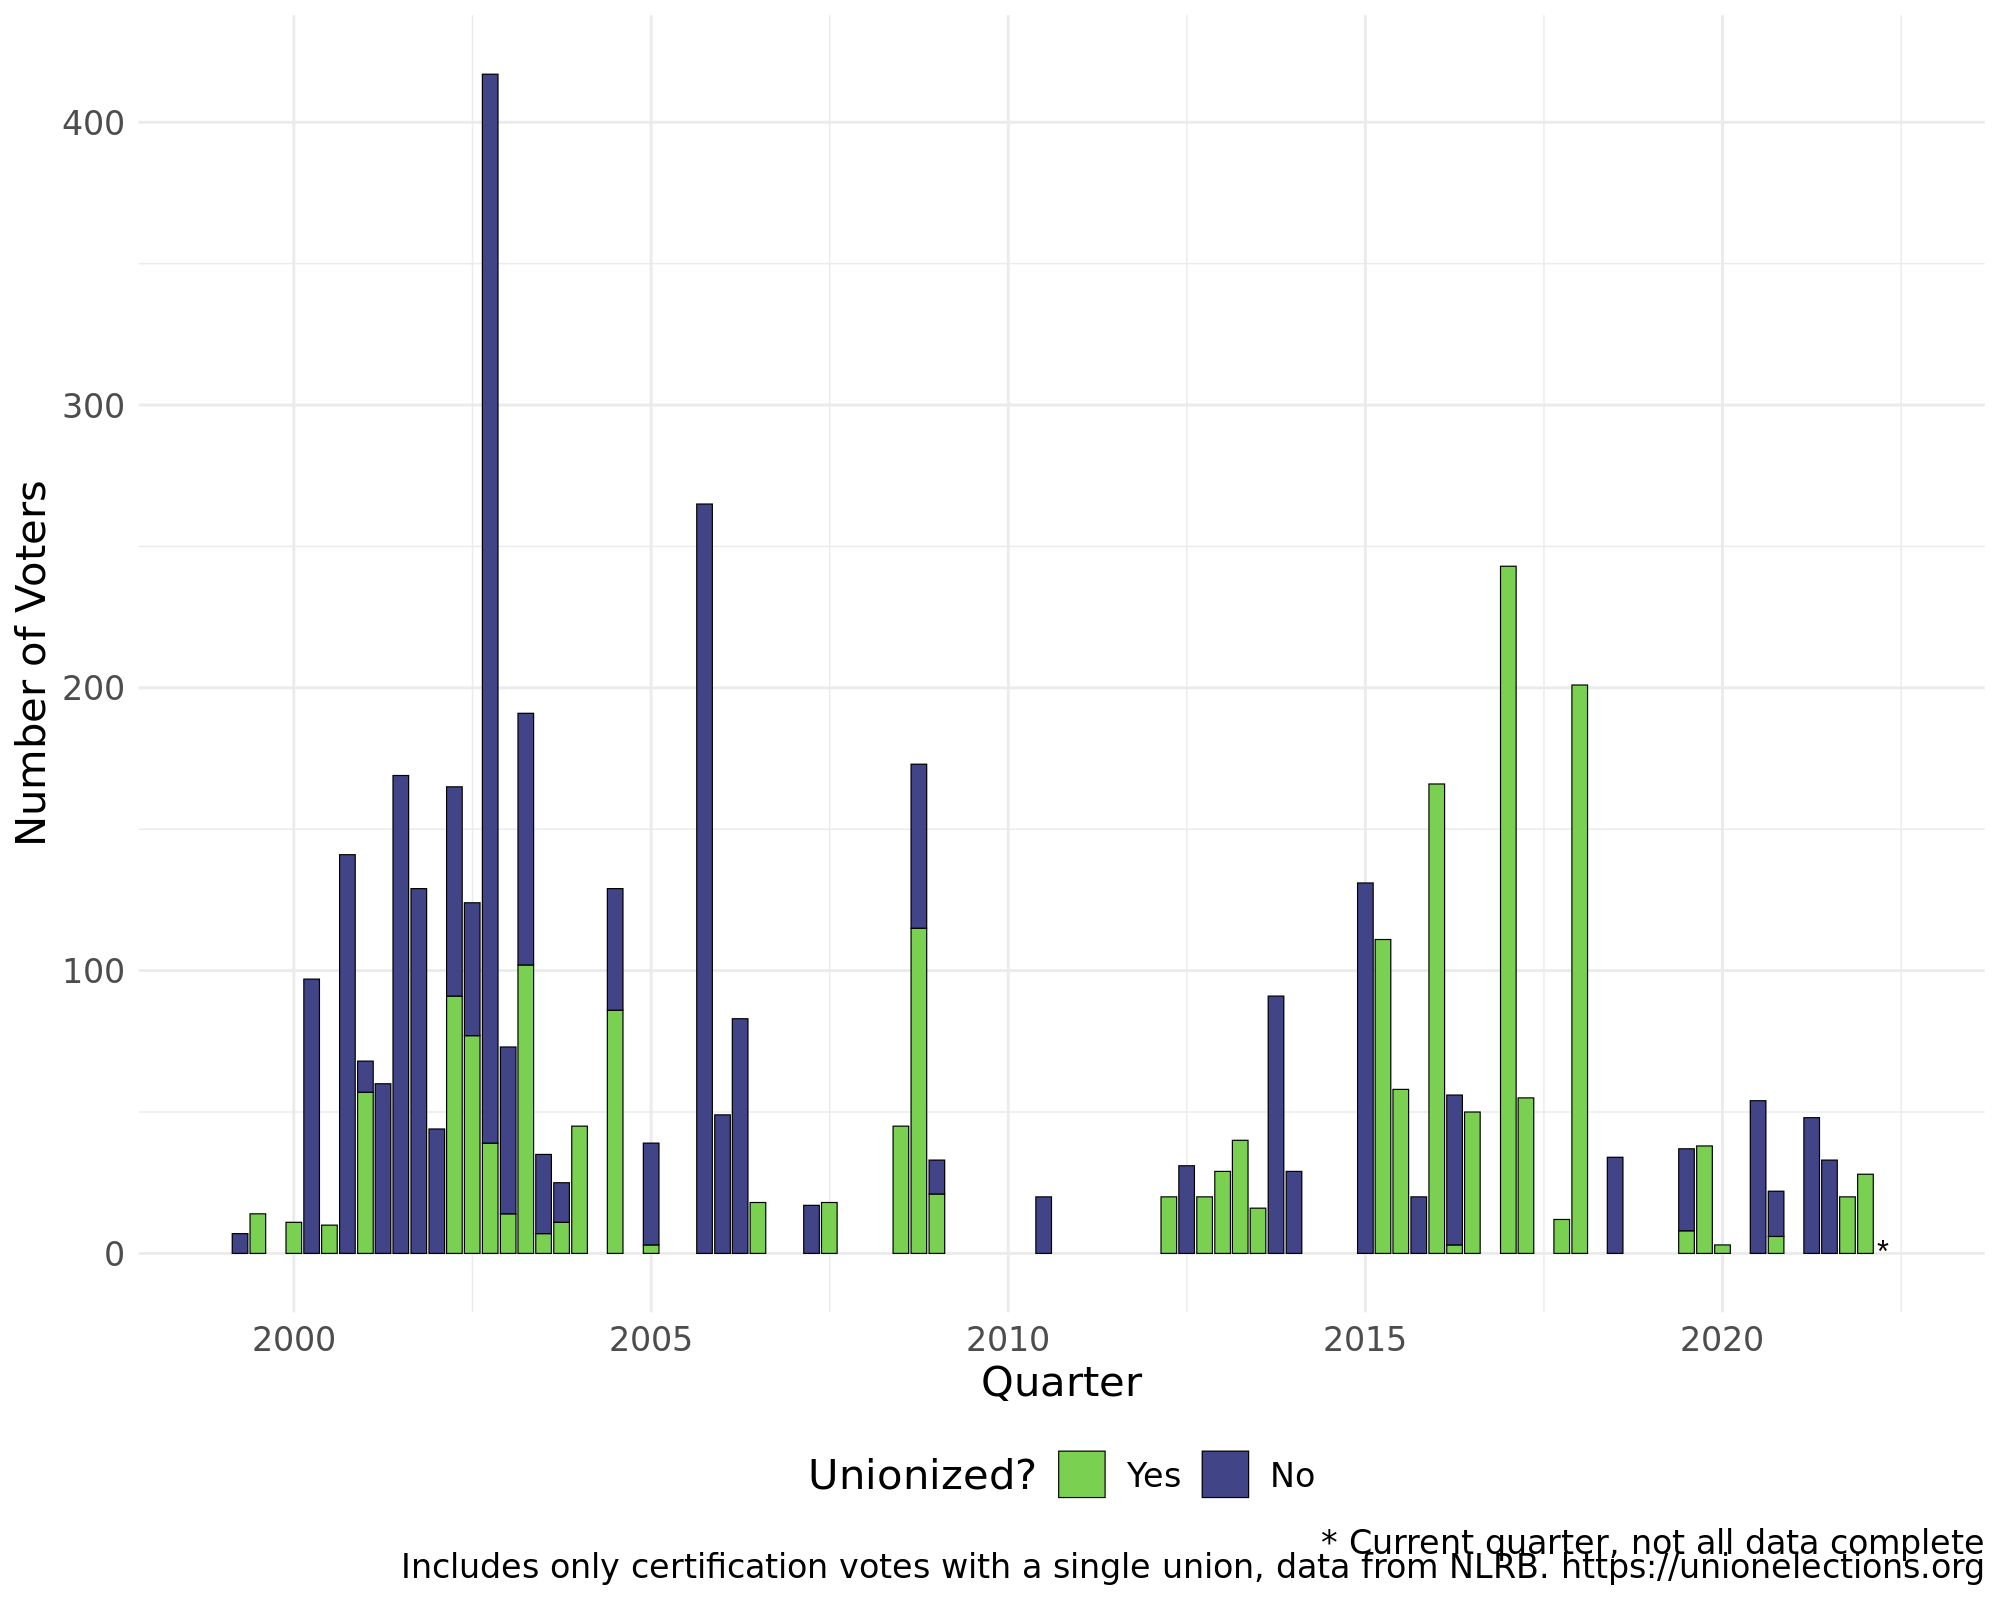 400
300
200
100
0
Number of Voters
*
2000 2005 2010 2015 2020
Quarter
Unionized? Yes No
* Current quarter, not all data complete
Includes only certification votes with a single union, data from NLRB. https://unionelections.org